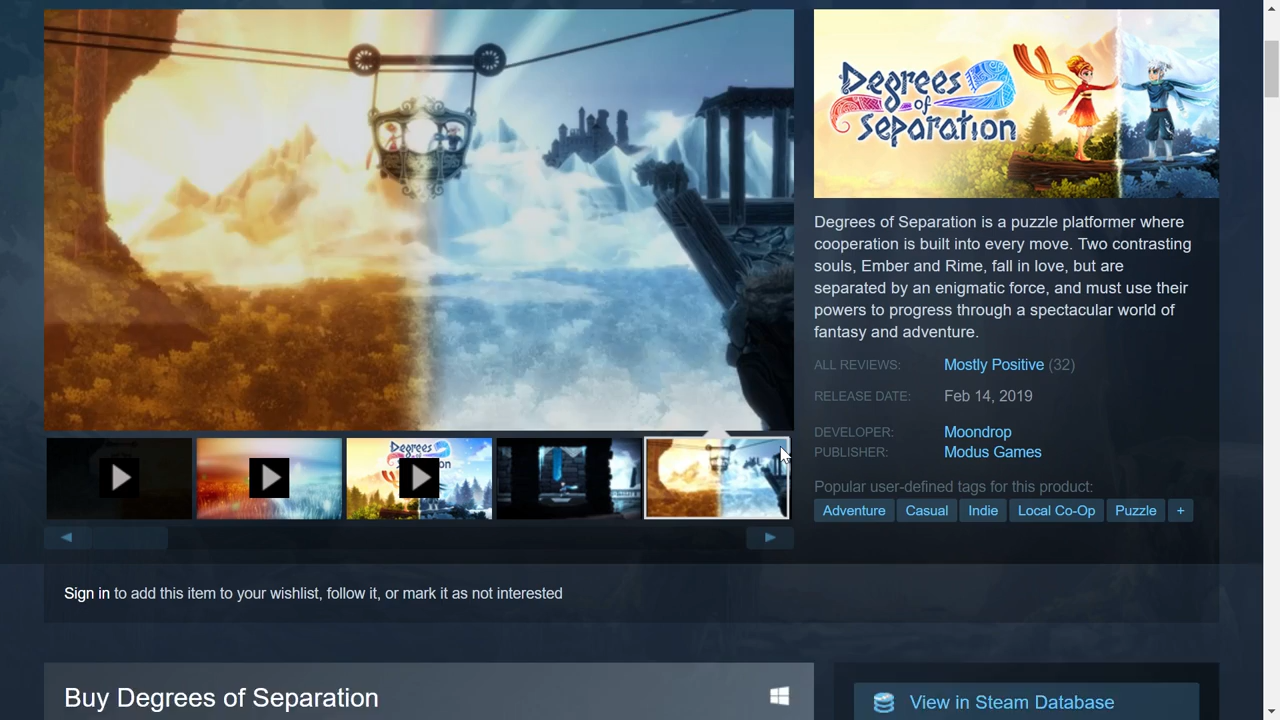 Degrees
of
Separation
Degrees of Separation is a puzzle platformer where
cooperation is built into every move. Two contrasting
souls, Ember and Rime, fall in love, but are
separated by an enigmatic force, and must use their
powers to progress through a spectacular world of
fantasy and adventure.
ALL REVIEWS: Mostly Positive (32)
RELEASE DATE: Feb 14, 2019
DEVELOPER: Moondrop
PUBLISHER: Modus Games
Popular user-defined tags for this product:
Adventure Casual Indie Local Co-Op Puzzle +
Sign in to add this item to your wishlist, follow it, or mark it as not interested
Buy Degrees of Separation
View in Steam Database